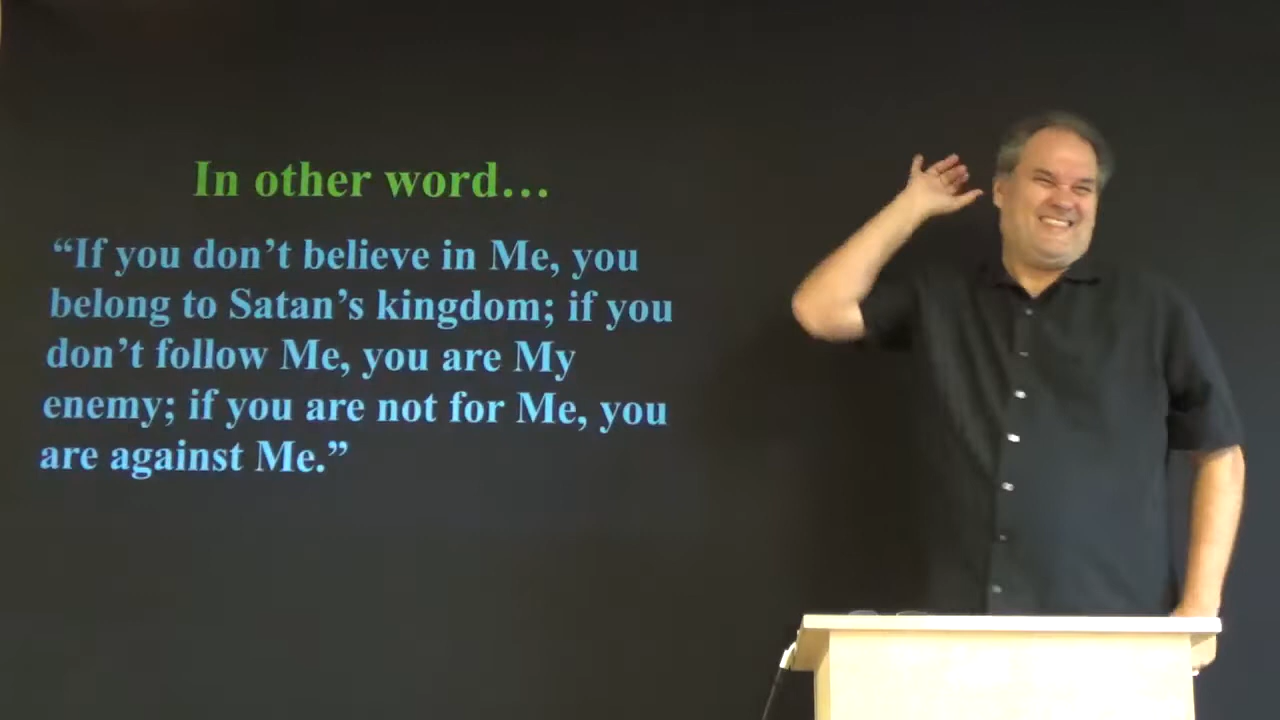 In other word…
“If you don’t believe in Me, you
belong to Satan’s kingdom; if you
don’t follow Me, you are My
enemy; if you are not for Me, you
are against Me.”